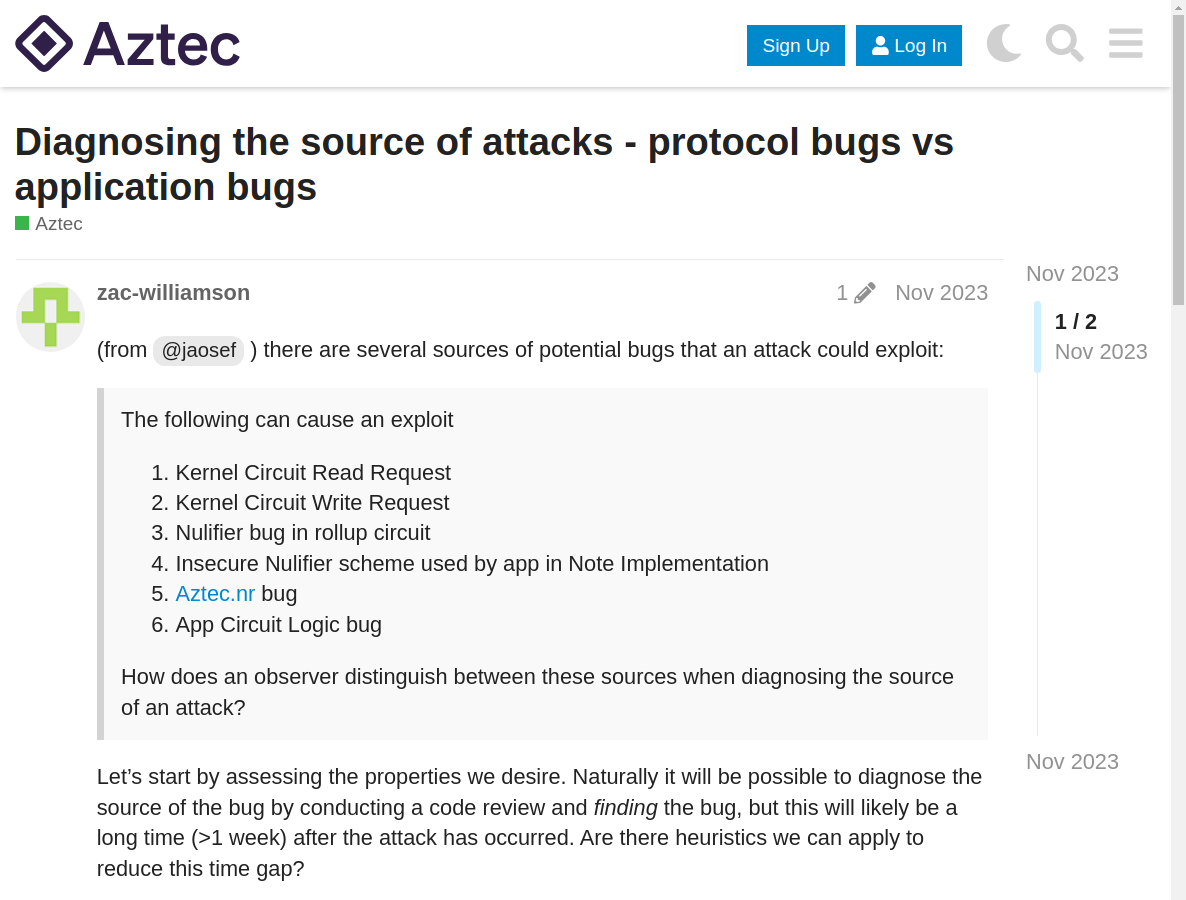 Aztec
Sign Up
Log In
Diagnosing the source of attacks - protocol bugs vs
application bugs
Aztec
zac-williamson
1
Nov 2023
(from @jaosef ) there are several sources of potential bugs that an attack could exploit:
The following can cause an exploit
1. Kernel Circuit Read Request
2. Kernel Circuit Write Request
3. Nulifier bug in rollup circuit
4. Insecure Nulifier scheme used by app in Note Implementation
5. Aztec.nr bug
6. App Circuit Logic bug
How does an observer distinguish between these sources when diagnosing the source
of an attack?
Let’s start by assessing the properties we desire. Naturally it will be possible to diagnose the
source of the bug by conducting a code review and finding the bug, but this will likely be a
long time (>1 week) after the attack has occurred. Are there heuristics we can apply to
reduce this time gap?
Nov 2023
1 / 2
Nov 2023
Nov 2023